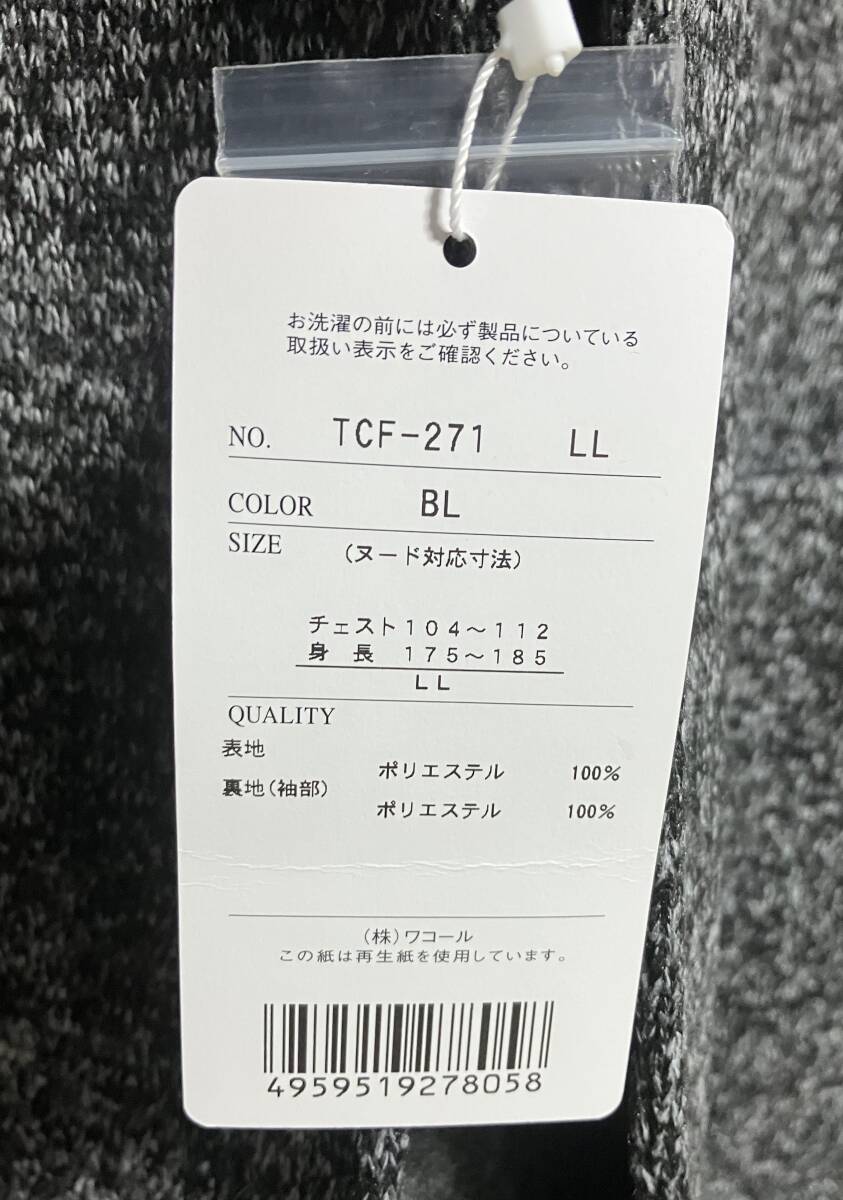 お洗濯の前には必ず製品についている
取扱い表示をご確認ください。
NO. TCF-271 LL
COLOR BL
SIZE (ヌード対応寸法)
チェスト104~112
身 長 175~185
LL
QUALITY
表地
ポリエステル 100%
裏地(袖部)
ポリエステル 100%
(株)ワコール
この紙は再生紙を使用しています。
4959519278058